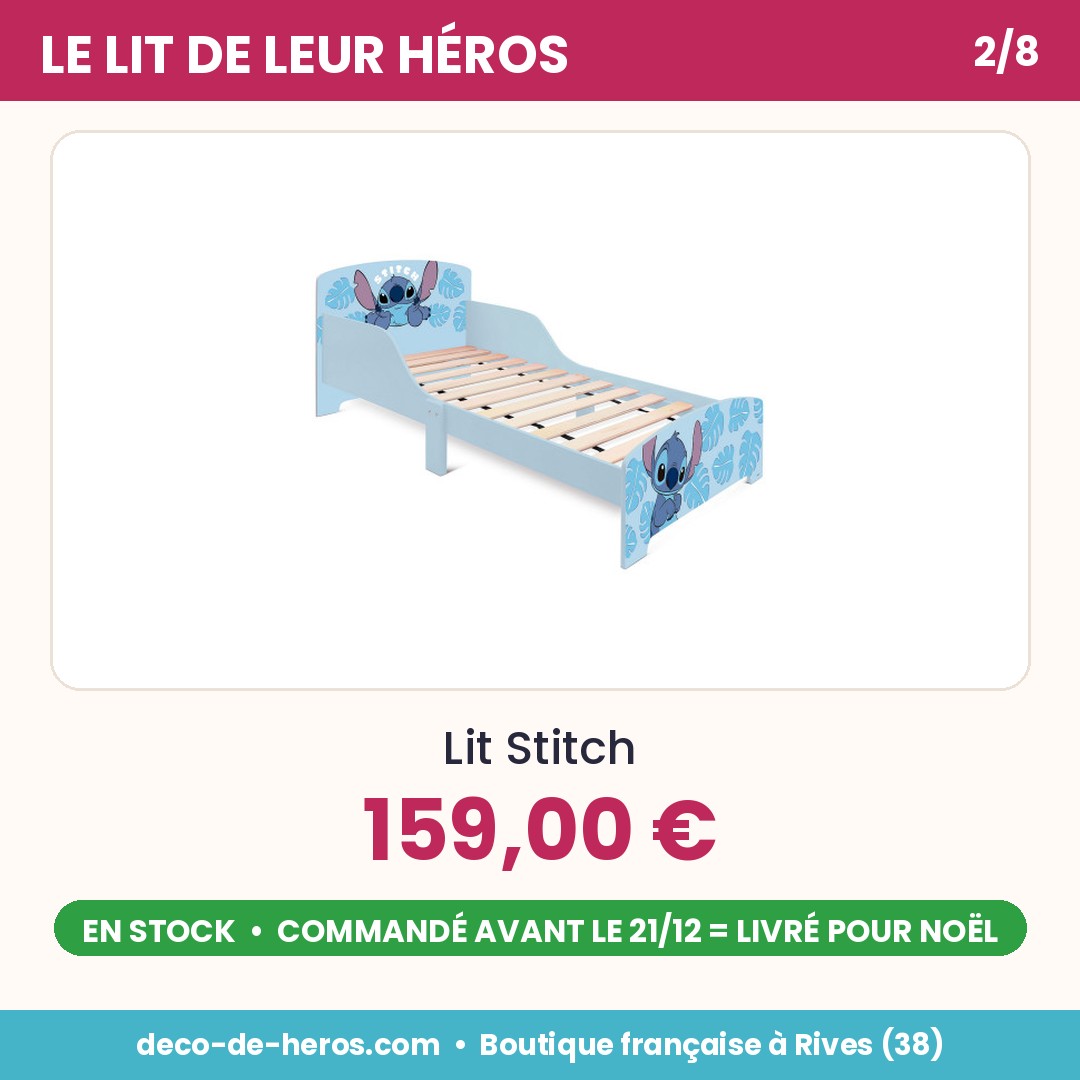 LE LIT DE LEUR HÉROS
2/8
STITCH
Lit Stitch
159,00 €
EN STOCK • COMMANDÉ AVANT LE 21/12 = LIVRÉ POUR NOËL
deco-de-heros.com • Boutique française à Rives (38)